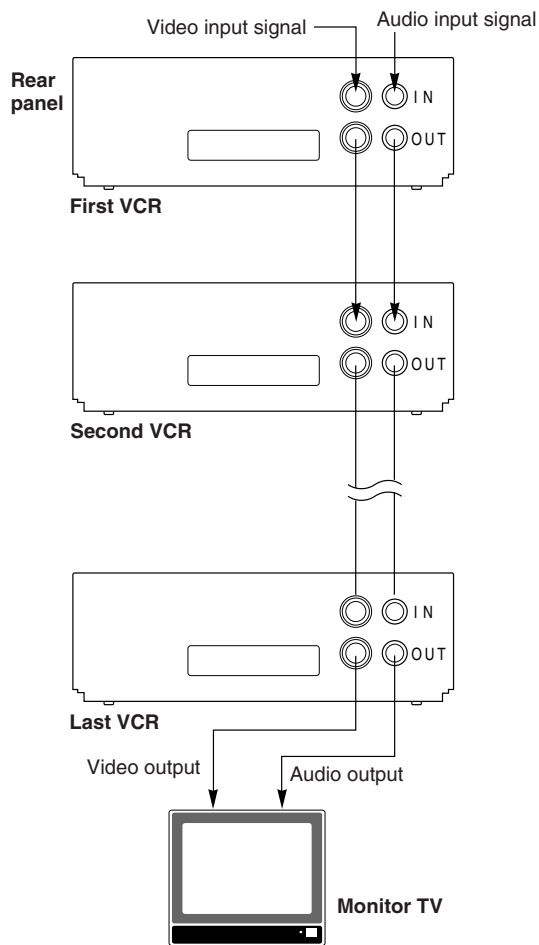 Video input signal
Audio input signal
Rear
panel
IN
OUT
First VCR
IN
OUT
Second VCR
IN
OUT
Last VCR
Video output
Audio output
Monitor TV